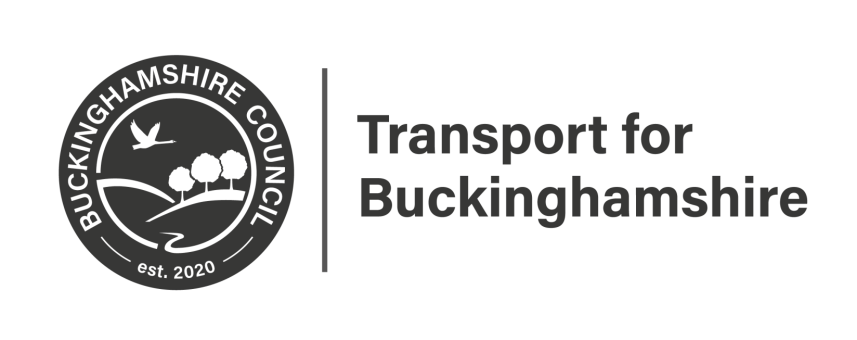 BUCKINGHAMSHIRE COUNCIL
est. 2020
Transport for
Buckinghamshire